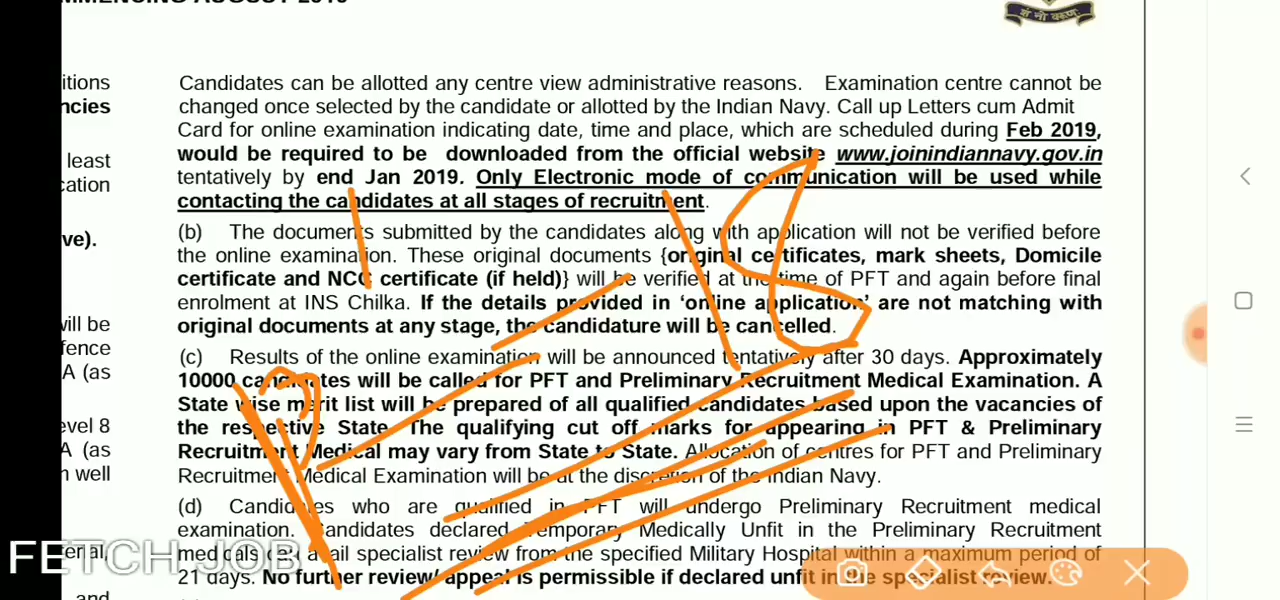 MMENCING AUGUST 2019
शं नो वरुणः
itions
ncies
least
cation
ve).
will be
fence
A (as
evel 8
A (as
n well
eneral,
and
Candidates can be allotted any centre view administrative reasons. Examination centre cannot be
changed once selected by the candidate or allotted by the Indian Navy. Call up Letters cum Admit
Card for online examination indicating date, time and place, which are scheduled during Feb 2019,
would be required to be downloaded from the official website www.joinindiannavy.gov.in
tentatively by end Jan 2019. Only Electronic mode of communication will be used while
contacting the candidates at all stages of recruitment.
(b) The documents submitted by the candidates along with application will not be verified before
the online examination. These original documents {original certificates, mark sheets, Domicile
certificate and NCC certificate (if held)} will be verified at the time of PFT and again before final
enrolment at INS Chilka. If the details provided in ‘online application’ are not matching with
original documents at any stage, the candidature will be cancelled.
(c) Results of the online examination will be announced tentatively after 30 days. Approximately
10000 candidates will be called for PFT and Preliminary Recruitment Medical Examination. A
State wise merit list will be prepared of all qualified candidates based upon the vacancies of
the respective State. The qualifying cut off marks for appearing in PFT & Preliminary
Recruitment Medical may vary from State to State. Allocation of centres for PFT and Preliminary
Recruitment Medical Examination will be at the discretion of the Indian Navy.
(d) Candidates who are qualified in PFT will undergo Preliminary Recruitment medical
examination. Candidates declared Temporary Medically Unfit in the Preliminary Recruitment
medicals can avail specialist review from the specified Military Hospital within a maximum period of
21 days. No further review/ appeal is permissible if declared unfit in the specialist review.
FETCH JOB